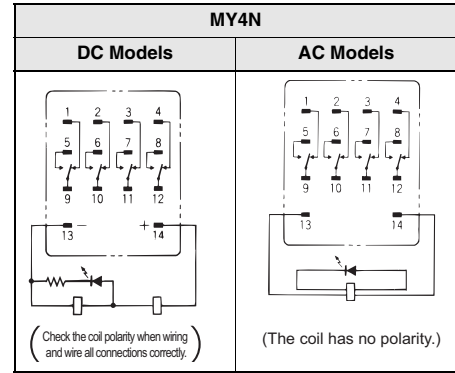 MY4N
DC Models
AC Models
1 2 3 4
5 6 7 8
9 10 11 12
13 − + 14
Check the coil polarity when wiring
and wire all connections correctly.
1 2 3 4
5 6 7 8
9 10 11 12
13 14
(The coil has no polarity.)